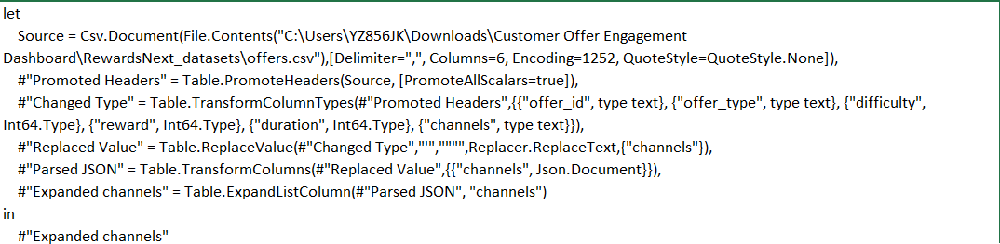 let
    Source = Csv.Document(File.Contents("C:\Users\YZ856JK\Downloads\Customer Offer Engagement
Dashboard\RewardsNext_datasets\offers.csv"),[Delimiter=",", Columns=6, Encoding=1252, QuoteStyle=QuoteStyle.None]),
    #"Promoted Headers" = Table.PromoteHeaders(Source, [PromoteAllScalars=true]),
    #"Changed Type" = Table.TransformColumnTypes(#"Promoted Headers",{{"offer_id", type text}, {"offer_type", type text}, {"difficulty",
Int64.Type}, {"reward", Int64.Type}, {"duration", Int64.Type}, {"channels", type text}}),
    #"Replaced Value" = Table.ReplaceValue(#"Changed Type","'","""",Replacer.ReplaceText,{"channels"}),
    #"Parsed JSON" = Table.TransformColumns(#"Replaced Value",{{"channels", Json.Document}}),
    #"Expanded channels" = Table.ExpandListColumn(#"Parsed JSON", "channels")
in
    #"Expanded channels"